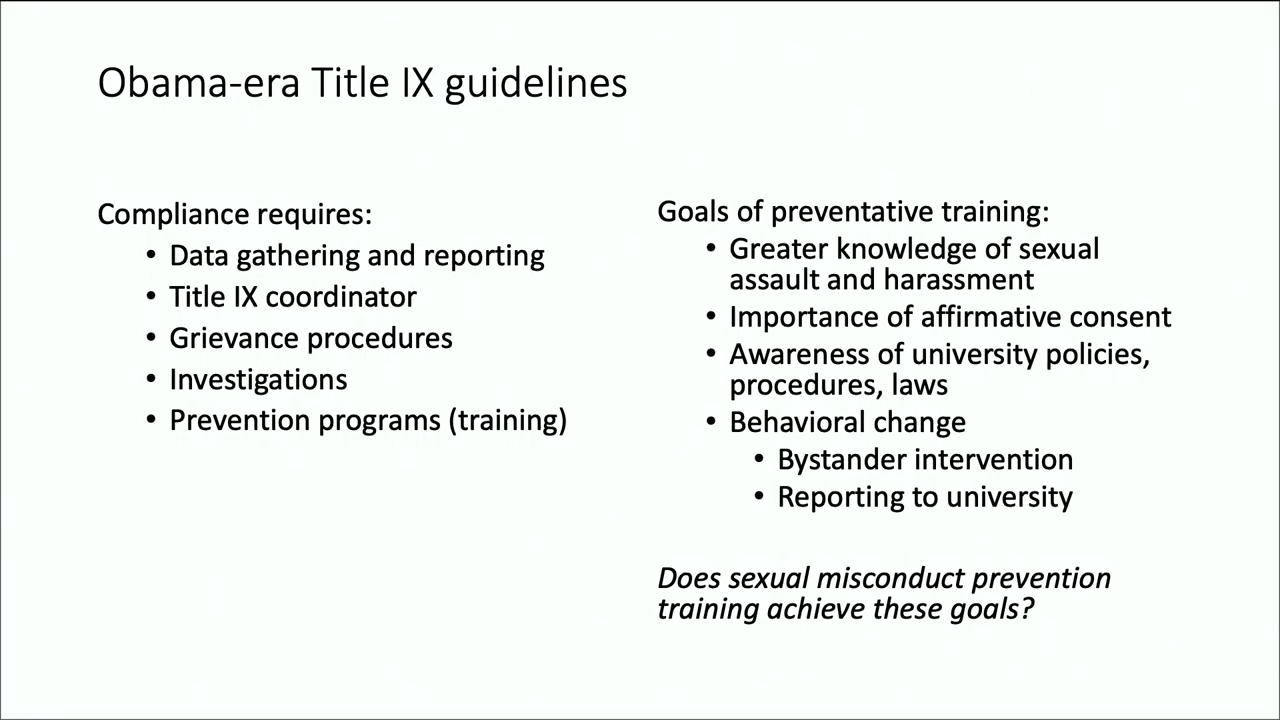 Obama-era Title IX guidelines
Compliance requires:
• Data gathering and reporting
• Title IX coordinator
• Grievance procedures
• Investigations
• Prevention programs (training)
Goals of preventative training:
• Greater knowledge of sexual
assault and harassment
• Importance of affirmative consent
• Awareness of university policies,
procedures, laws
• Behavioral change
• Bystander intervention
• Reporting to university
Does sexual misconduct prevention
training achieve these goals?